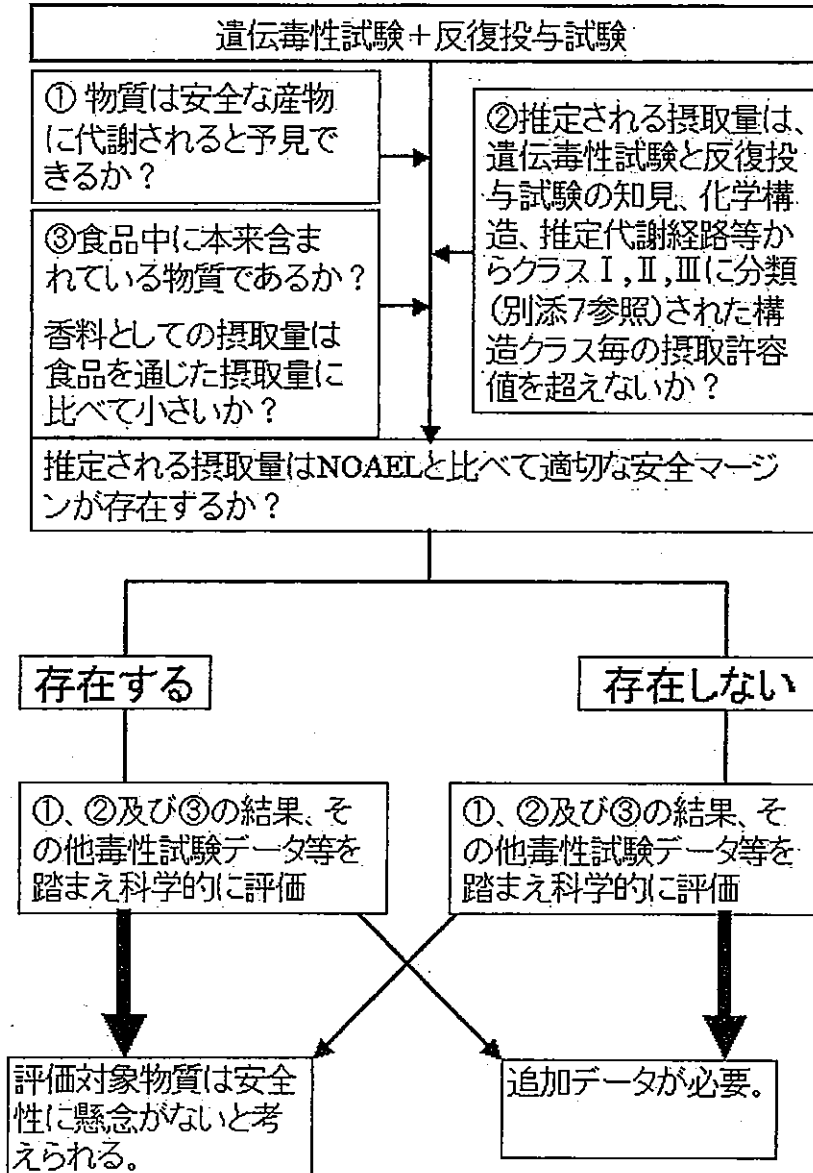 遺伝毒性試験＋反復投与試験
① 物質は安全な産物
に代謝されると予見で
きるか？
②推定される摂取量は、
遺伝毒性試験と反復投
与試験の知見、化学構
造、推定代謝経路等か
らクラスⅠ,Ⅱ,Ⅲに分類
(別添7参照)された構
造クラス毎の摂取許容
値を超えないか？
③食品中に本来含ま
れている物質であるか？
香料としての摂取量は
食品を通じた摂取量に
比べて小さいか？
推定される摂取量はNOAELと比べて適切な安全マージ
ンが存在するか？
存在する
存在しない
①、②及び③の結果、そ
の他毒性試験データ等を
踏まえ科学的に評価
①、②及び③の結果、そ
の他毒性試験データ等を
踏まえ科学的に評価
評価対象物質は安全
性に懸念がないと考
えられる。
追加データが必要。